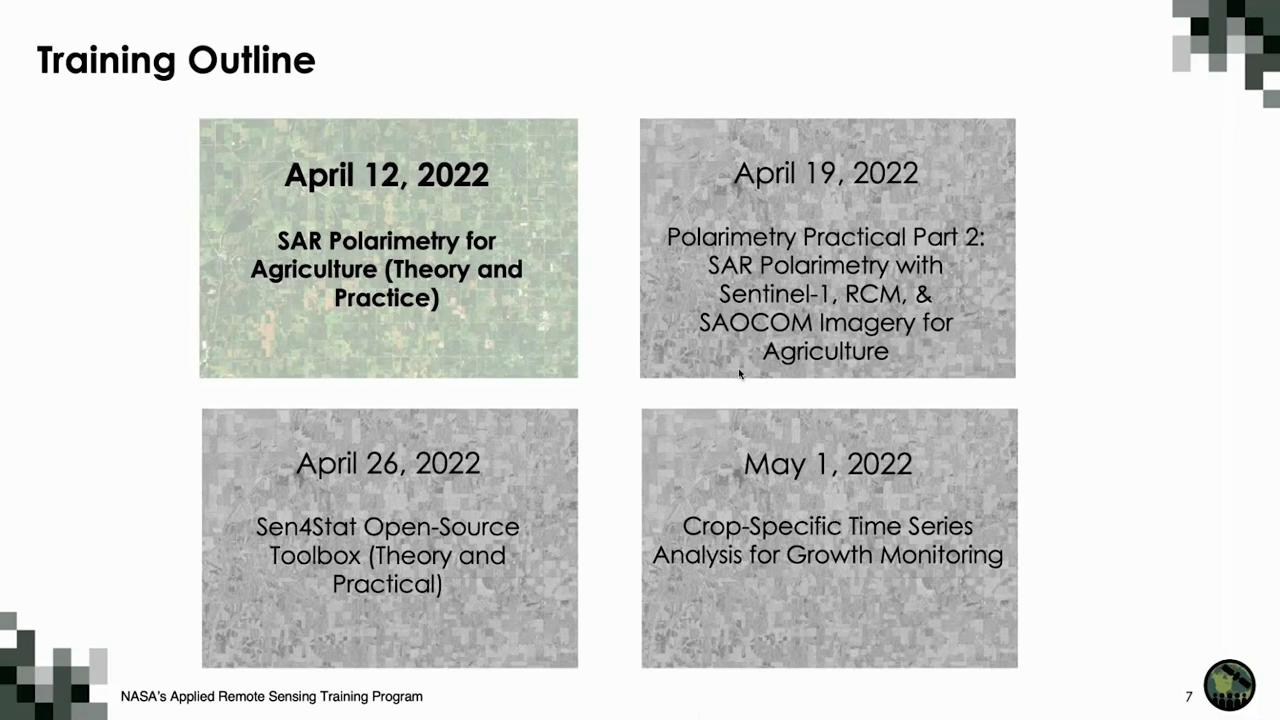 Training Outline
April 12, 2022
SAR Polarimetry for
Agriculture (Theory and
Practice)
April 19, 2022
Polarimetry Practical Part 2:
SAR Polarimetry with
Sentinel-1, RCM, &
SAOCOM Imagery for
Agriculture
April 26, 2022
Sen4Stat Open-Source
Toolbox (Theory and
Practical)
May 1, 2022
Crop-Specific Time Series
Analysis for Growth Monitoring
NASA's Applied Remote Sensing Training Program
7